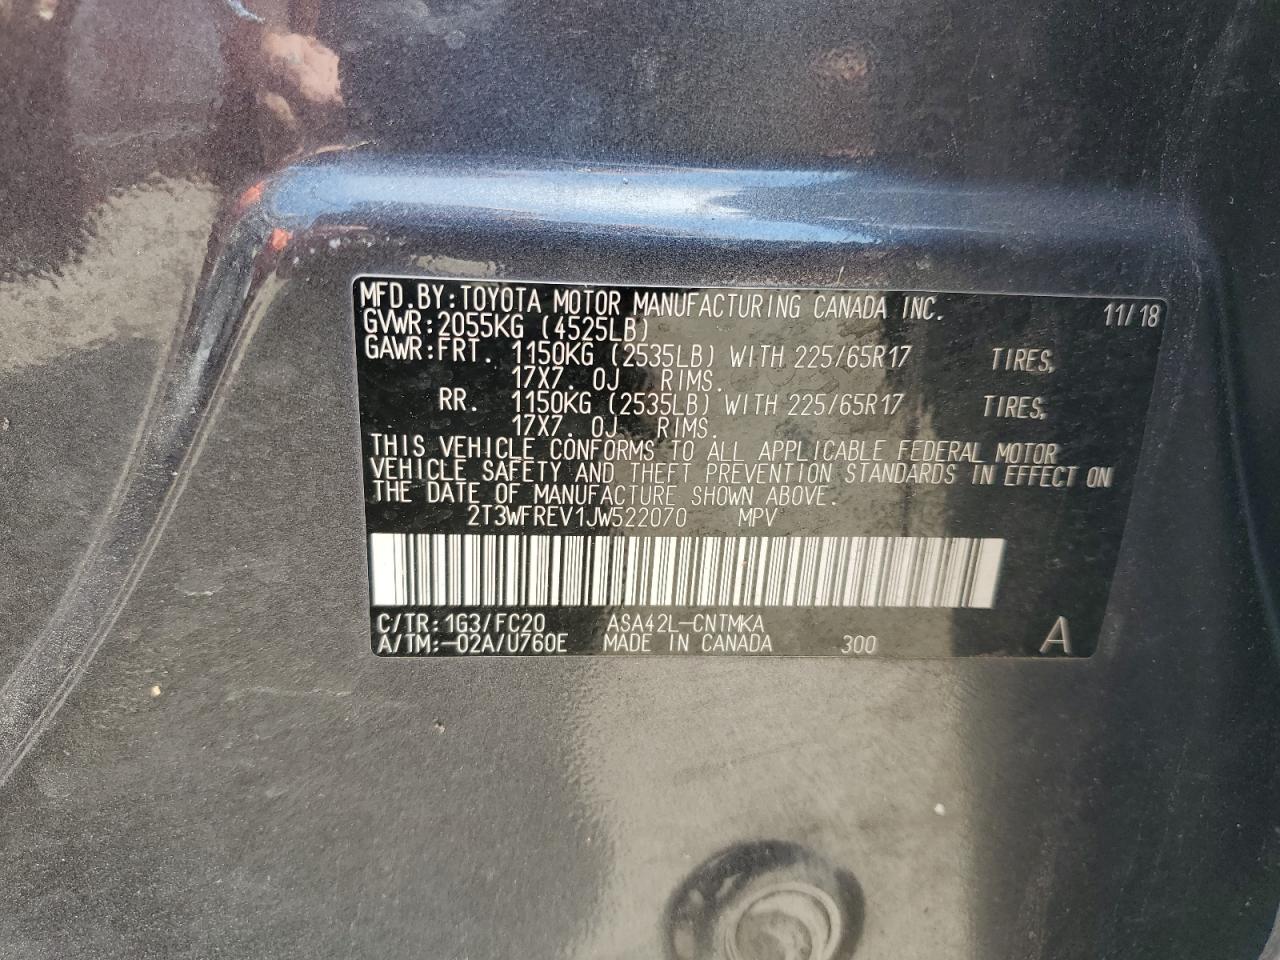 MFD.BY:TOYOTA MOTOR MANUFACTURING CANADA INC. 11/18
GVWR:2055KG (4525LB)
GAWR:FRT. 1150KG (2535LB) WITH 225/65R17 TIRES,
17X7.0J RIMS.
RR. 1150KG (2535LB) WITH 225/65R17 TIRES,
17X7.0J RIMS.
THIS VEHICLE CONFORMS TO ALL APPLICABLE FEDERAL MOTOR
VEHICLE SAFETY AND THEFT PREVENTION STANDARDS IN EFFECT ON
THE DATE OF MANUFACTURE SHOWN ABOVE.
2T3WFREV1JW522070 MPV
C/TR:1G3/FC20 ASA42L-CNTMKA
A/TM:-02A/U760E MADE IN CANADA 300 A